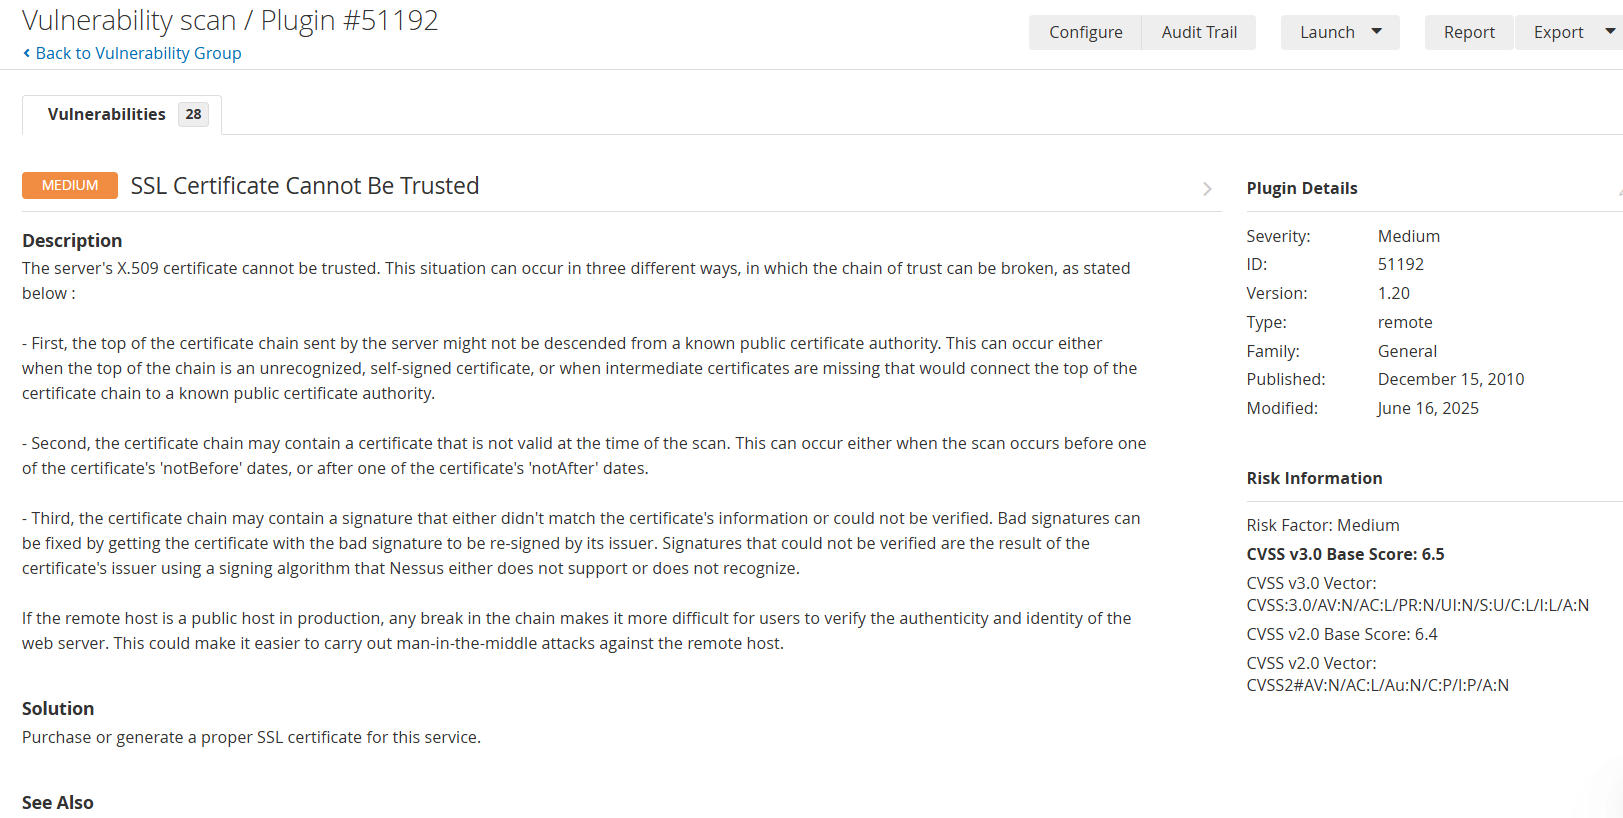 Vulnerability scan / Plugin #51192
Back to Vulnerability Group
Configure
Audit Trail
Launch
Report
Export
Vulnerabilities 28
MEDIUM SSL Certificate Cannot Be Trusted
Description
The server's X.509 certificate cannot be trusted. This situation can occur in three different ways, in which the chain of trust can be broken, as stated
below :
- First, the top of the certificate chain sent by the server might not be descended from a known public certificate authority. This can occur either
when the top of the chain is an unrecognized, self-signed certificate, or when intermediate certificates are missing that would connect the top of the
certificate chain to a known public certificate authority.
- Second, the certificate chain may contain a certificate that is not valid at the time of the scan. This can occur either when the scan occurs before one
of the certificate's 'notBefore' dates, or after one of the certificate's 'notAfter' dates.
- Third, the certificate chain may contain a signature that either didn't match the certificate's information or could not be verified. Bad signatures can
be fixed by getting the certificate with the bad signature to be re-signed by its issuer. Signatures that could not be verified are the result of the
certificate's issuer using a signing algorithm that Nessus either does not support or does not recognize.
If the remote host is a public host in production, any break in the chain makes it more difficult for users to verify the authenticity and identity of the
web server. This could make it easier to carry out man-in-the-middle attacks against the remote host.
Solution
Purchase or generate a proper SSL certificate for this service.
See Also
Plugin Details
Severity: Medium
ID: 51192
Version: 1.20
Type: remote
Family: General
Published: December 15, 2010
Modified: June 16, 2025
Risk Information
Risk Factor: Medium
CVSS v3.0 Base Score: 6.5
CVSS v3.0 Vector:
CVSS:3.0/AV:N/AC:L/PR:N/UI:N/S:U/C:L/I:L/A:N
CVSS v2.0 Base Score: 6.4
CVSS v2.0 Vector:
CVSS2#AV:N/AC:L/Au:N/C:P/I:P/A:N